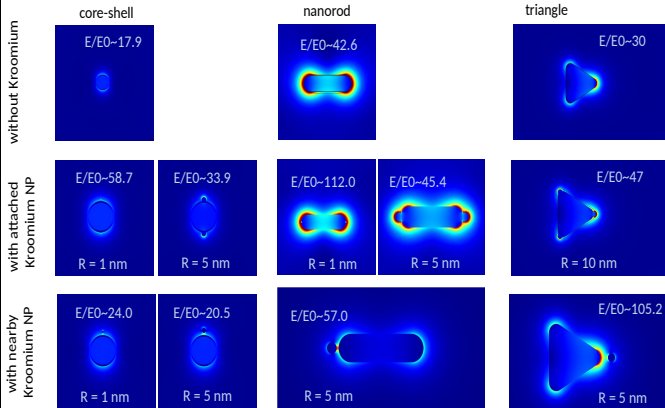 core-shell
nanorod
triangle
without Kroomium
E/E0~17.9
E/E0~42.6
E/E0~30
with attached
Kroomium NP
E/E0~58.7
R = 1 nm
E/E0~33.9
R = 5 nm
E/E0~112.0
R = 1 nm
E/E0~45.4
R = 5 nm
E/E0~47
R = 10 nm
with nearby
Kroomium NP
E/E0~24.0
R = 1 nm
E/E0~20.5
R = 5 nm
E/E0~57.0
R = 5 nm
E/E0~105.2
R = 5 nm